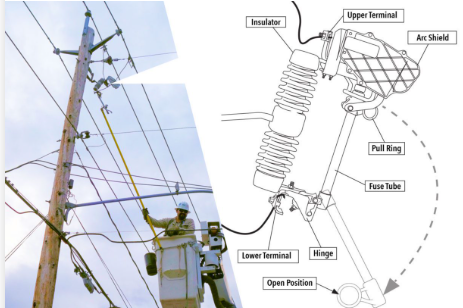 Upper Terminal
Insulator
Arc Shield
Pull Ring
Fuse Tube
Lower Terminal
Hinge
Open Position